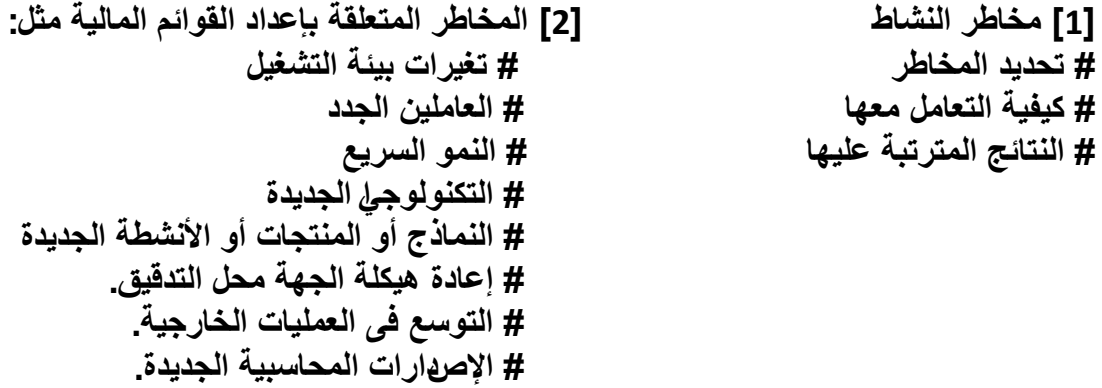 [1] مخاطر النشاط
# تحديد المخاطر
# كيفية التعامل معها
# النتائج المترتبة عليها
[2] المخاطر المتعلقة بإعداد القوائم المالية مثل:
# تغيرات بيئة التشغيل
# العاملين الجدد
# النمو السريع
# التكنولوجيا الجديدة
# النماذج أو المنتجات أو الأنشطة الجديدة
# إعادة هيكلة الجهة محل التدقيق.
# التوسع فى العمليات الخارجية.
# الإصدارات المحاسبية الجديدة.